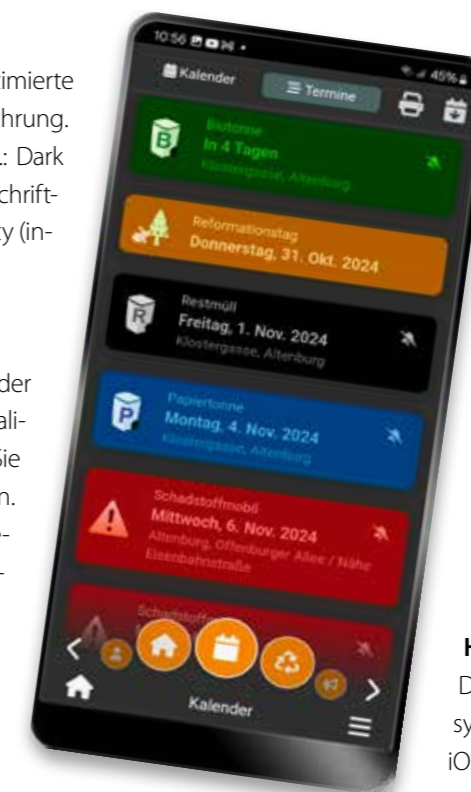 timierte
hrung.
.: Dark
chrift-
ty (in-
der
ali-
Sie
n.
e-
-
10:56
45%
Kalender
Termine
B
Biotonne
In 4 Tagen
Klostergasse, Altenburg
Reformationstag
Donnerstag, 31. Okt. 2024
R
Restmüll
Freitag, 1. Nov. 2024
Klostergasse, Altenburg
P
Papiertonne
Montag, 4. Nov. 2024
Klostergasse, Altenburg
Schadstoffmobil
Mittwoch, 6. Nov. 2024
Altenburg, Offenburger Allee / Nähe
Eisenbahnstraße
Schadstoffm
Kalender
H
D
sy
iO